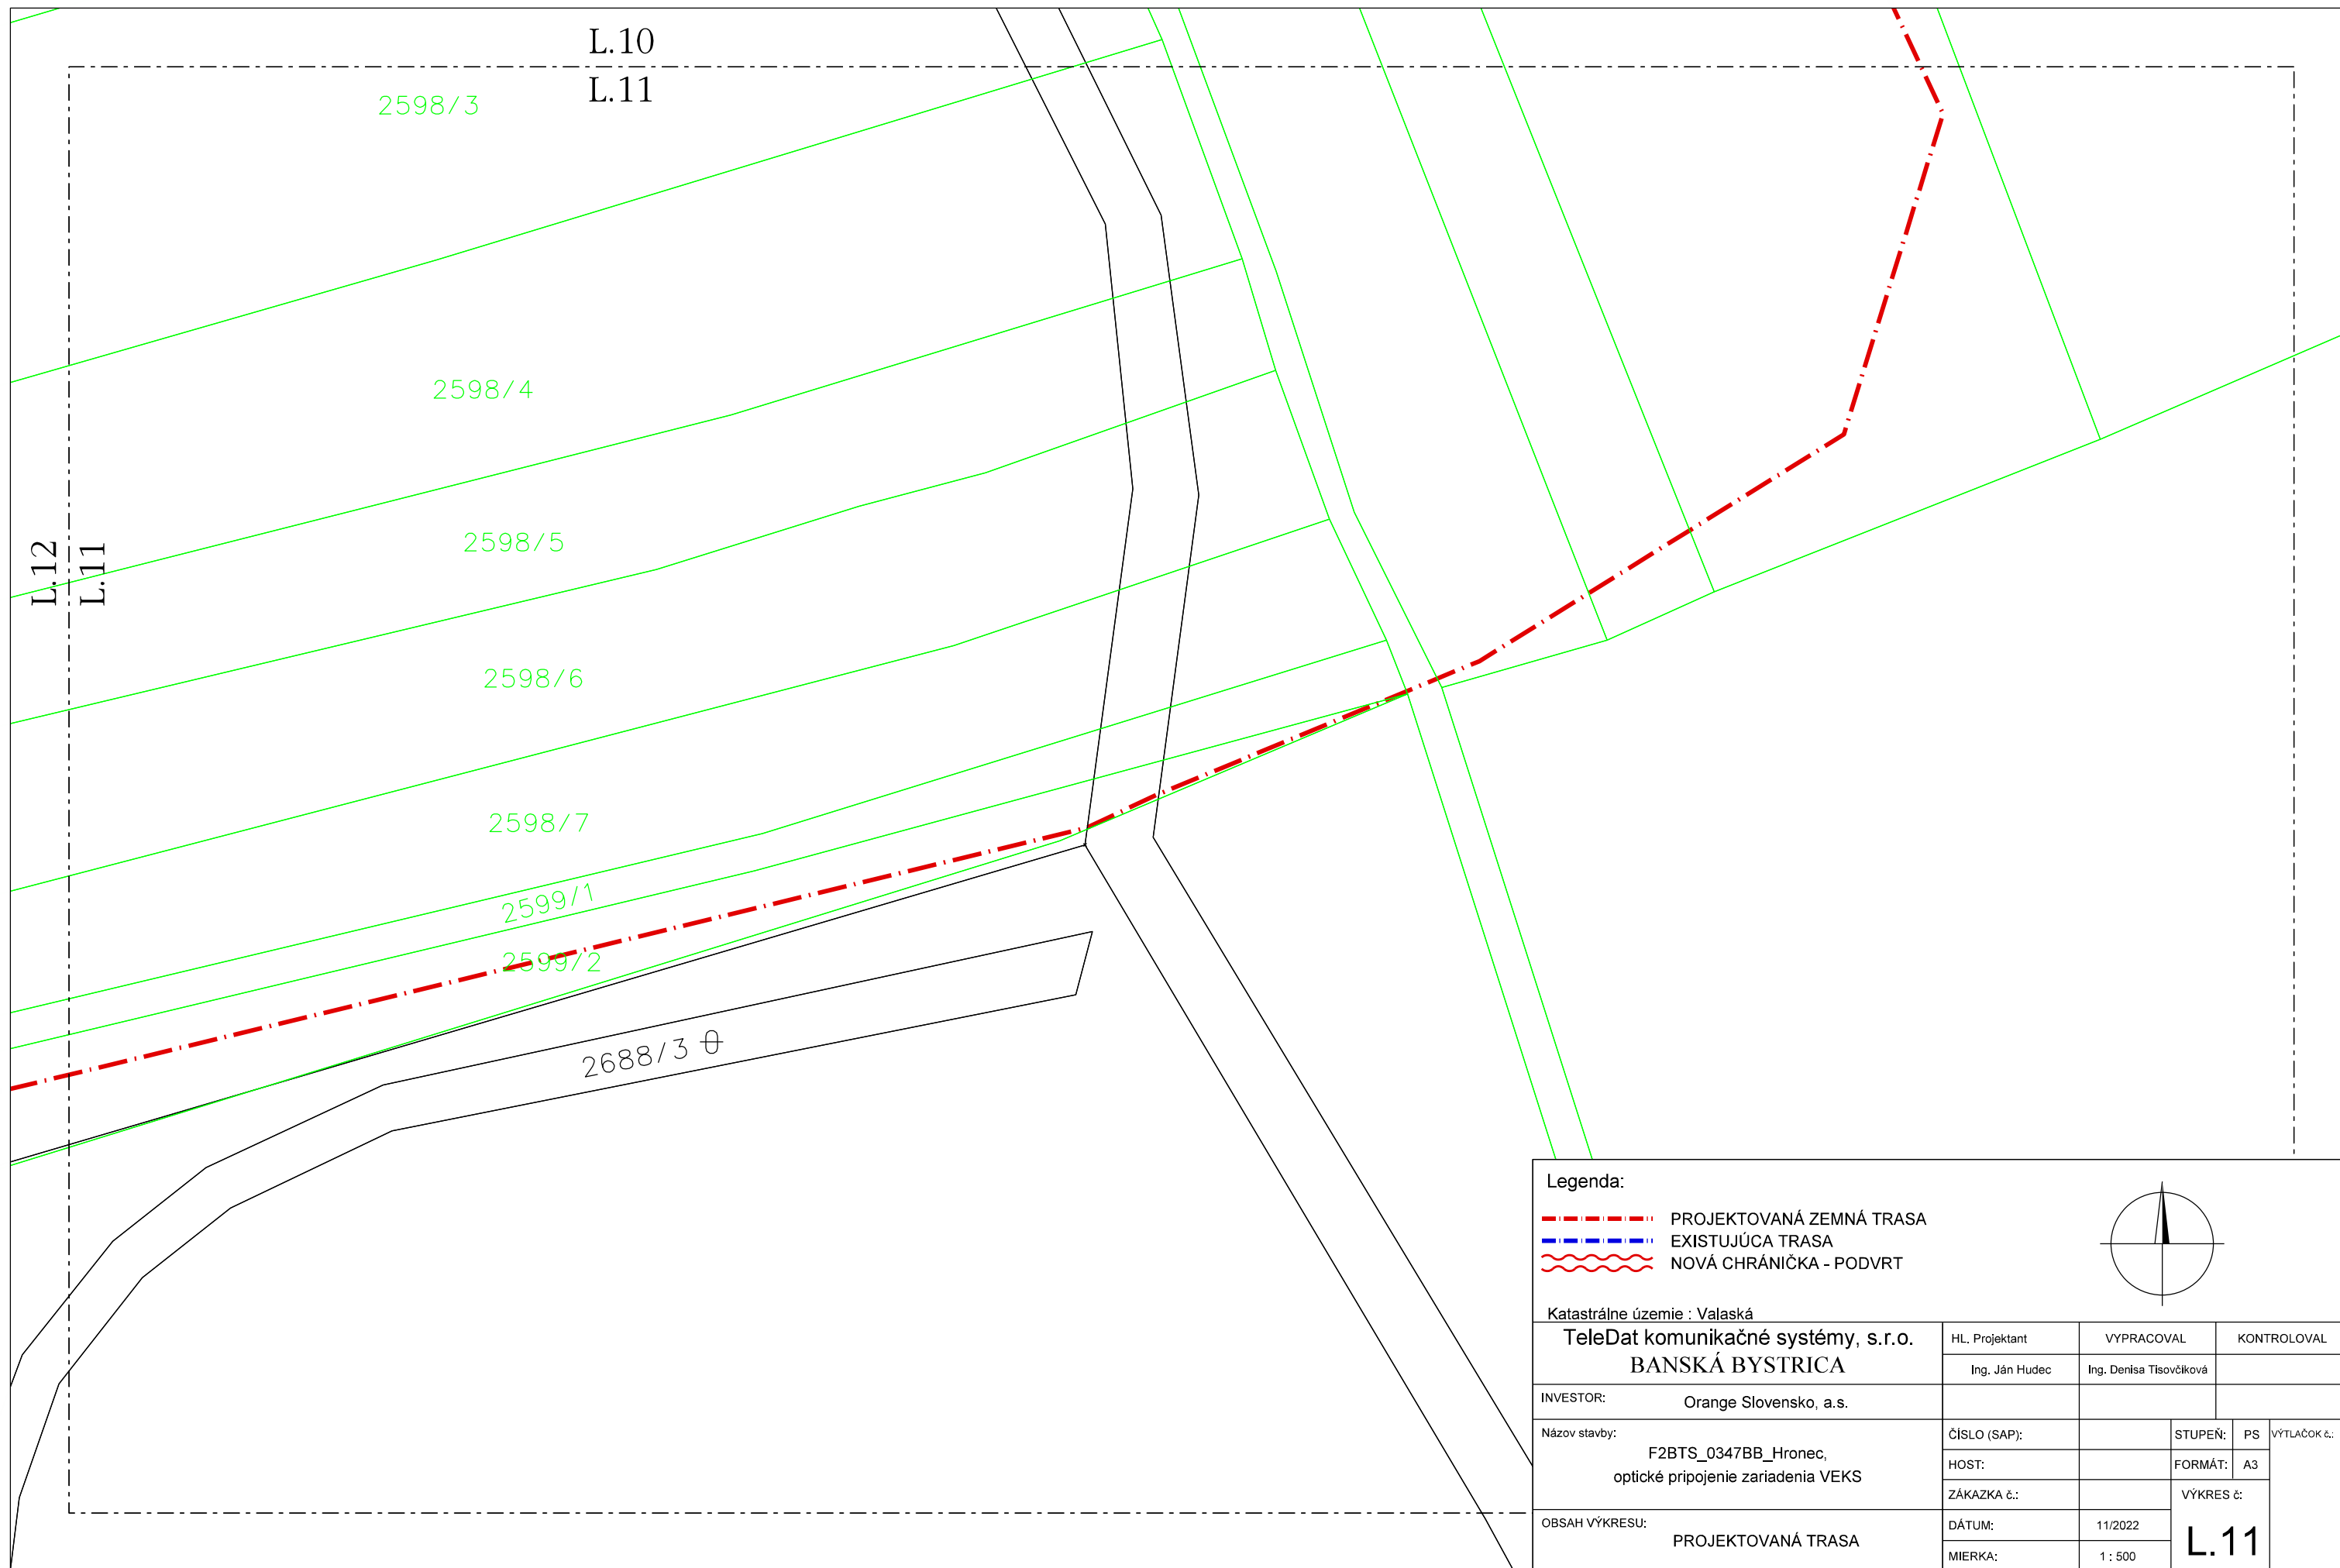 L.10
L.11
2598/3
2598/4
L.12
L.11
2598/5
2598/6
2598/7
2599/1
2599/2
2688/3
Legenda:
PROJEKTOVANÁ ZEMNÁ TRASA
EXISTUJÚCA TRASA
NOVÁ CHRÁNIČKA - PODVRT
Katastrálne územie : Valaská
TeleDat komunikačné systémy, s.r.o.
BANSKÁ BYSTRICA
HL. Projektant
VYPRACOVAL
KONTROLOVAL
Ing. Ján Hudec
Ing. Denisa Tisovčíková
INVESTOR:
Orange Slovensko, a.s.
Názov stavby:
F2BTS_0347BB_Hronec,
optické pripojenie zariadenia VEKS
ČÍSLO (SAP):
STUPEŇ:
PS
VÝTLAČOK č.:
HOST:
FORMÁT:
A3
ZÁKAZKA č.:
VÝKRES č:
OBSAH VÝKRESU:
PROJEKTOVANÁ TRASA
DÁTUM:
11/2022
L.11
MIERKA:
1 : 500